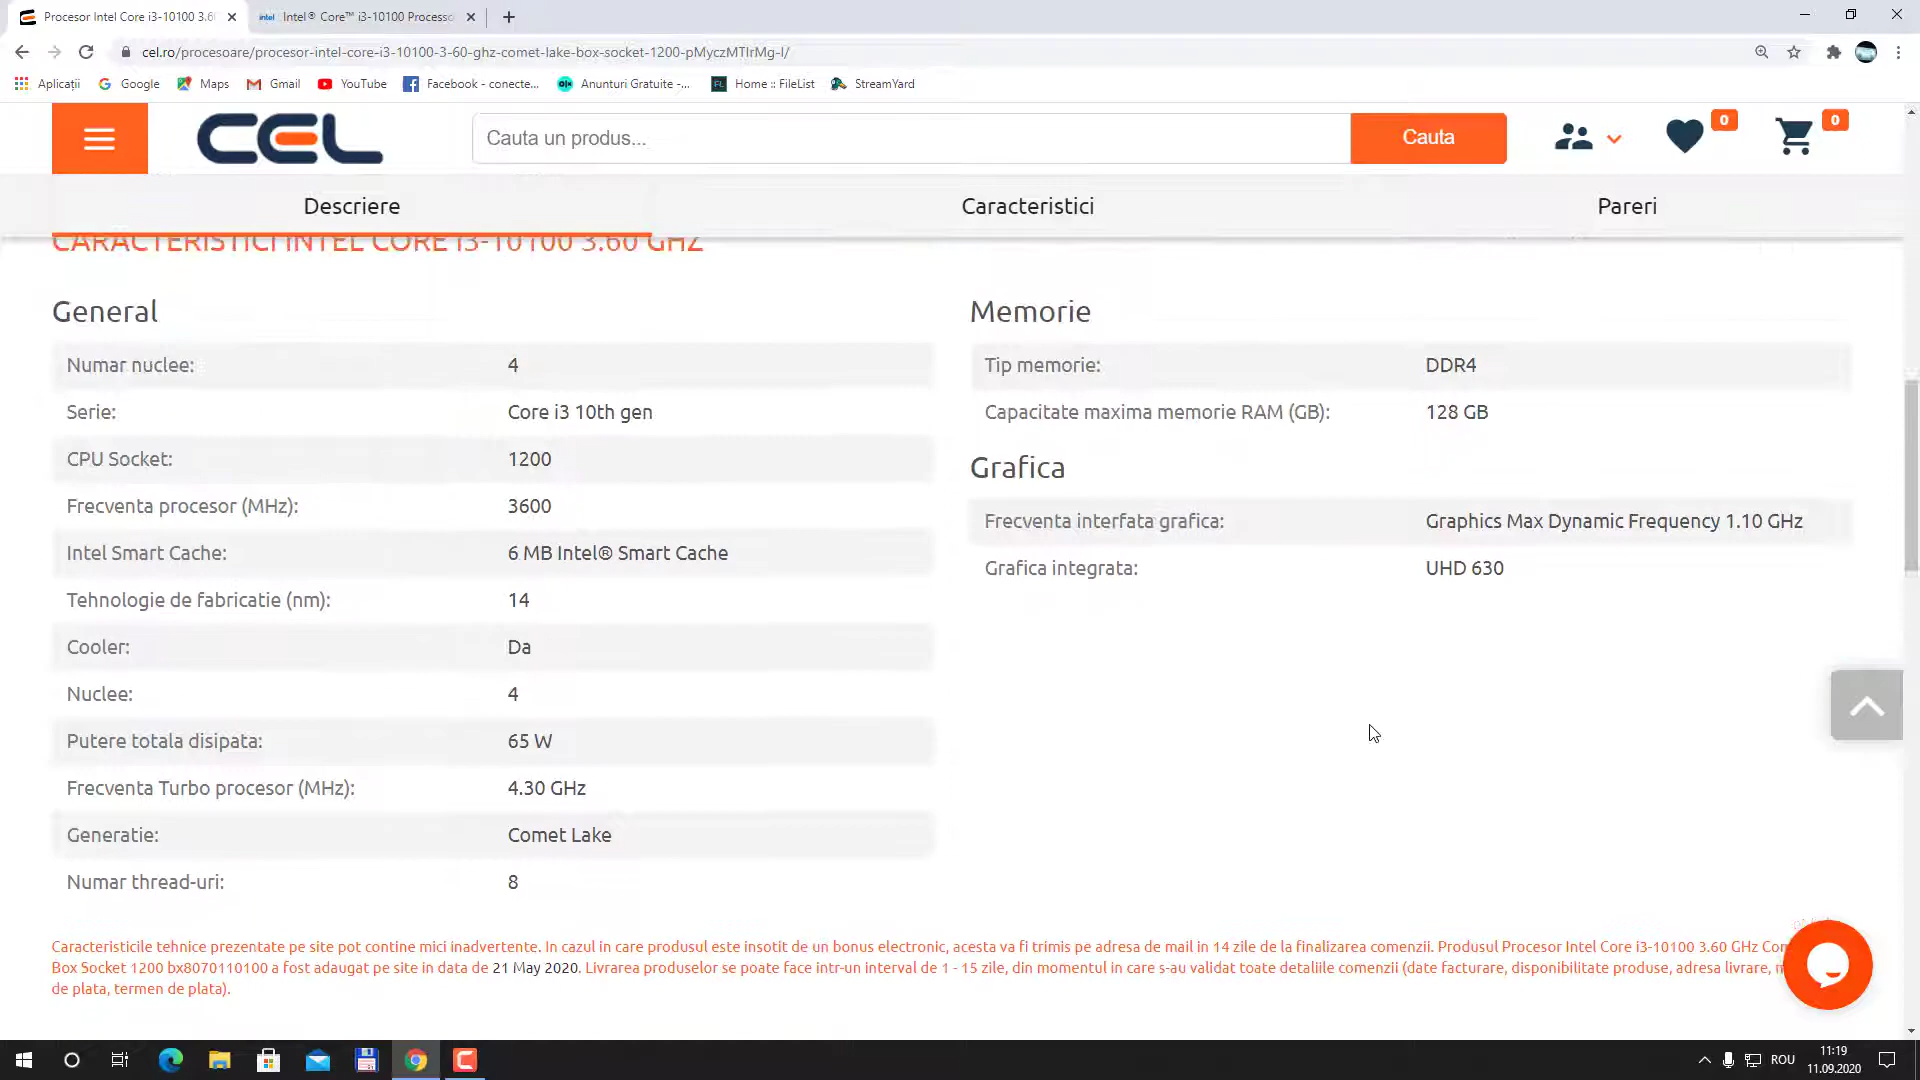 Procesor Intel Core i3-10100 3.6
Intel® Core™ i3-10100 Processo
cel.ro/procesoare/procesor-intel-core-i3-10100-3-60-ghz-comet-lake-box-socket-1200-pMyczMTIrMg-l/
Aplicații Google Maps Gmail YouTube Facebook - conecte... Anunturi Gratuite -... Home :: FileList StreamYard
CEL
Cauta un produs...
Cauta
0
0
Descriere Caracteristici Pareri
CARACTERISTICI INTEL CORE i3-10100 3.60 GHZ
General
Numar nuclee: 4
Serie: Core i3 10th gen
CPU Socket: 1200
Frecventa procesor (MHz): 3600
Intel Smart Cache: 6 MB Intel® Smart Cache
Tehnologie de fabricatie (nm): 14
Cooler: Da
Nuclee: 4
Putere totala disipata: 65 W
Frecventa Turbo procesor (MHz): 4.30 GHz
Generatie: Comet Lake
Numar thread-uri: 8
Memorie
Tip memorie: DDR4
Capacitate maxima memorie RAM (GB): 128 GB
Grafica
Frecventa interfata grafica: Graphics Max Dynamic Frequency 1.10 GHz
Grafica integrata: UHD 630
Caracteristicile tehnice prezentate pe site pot contine mici inadvertente. In cazul in care produsul este insotit de un bonus electronic, acesta va fi trimis pe adresa de mail in 14 zile de la finalizarea comenzii. Produsul Procesor Intel Core i3-10100 3.60 GHz
Box Socket 1200 bx8070110100 a fost adaugat pe site in data de 21 May 2020. Livrarea produselor se poate face intr-un interval de 1 - 15 zile, din momentul in care s-au validat toate detaliile comenzii (date facturare, disponibilitate produse, adresa livrare,
de plata, termen de plata).
ROU
11:19
11.09.2020